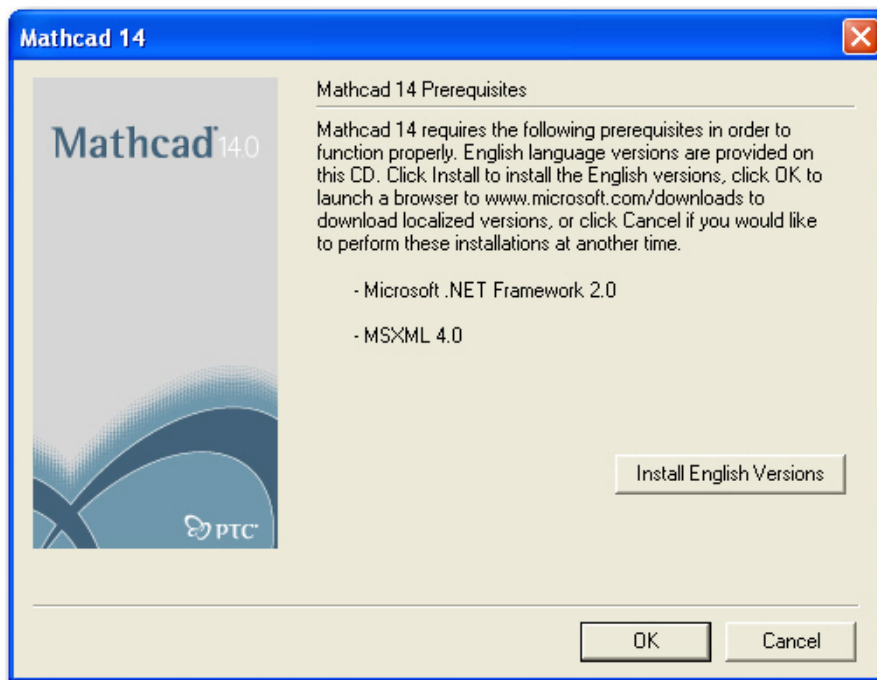 Mathcad 14
Mathcad 14.0
Mathcad 14 Prerequisites
Mathcad 14 requires the following prerequisites in order to
function properly. English language versions are provided on
this CD. Click Install to install the English versions, click OK to
launch a browser to www.microsoft.com/downloads to
download localized versions, or click Cancel if you would like
to perform these installations at another time.
- Microsoft .NET Framework 2.0
- MSXML 4.0
Install English Versions
PTC
OK
Cancel